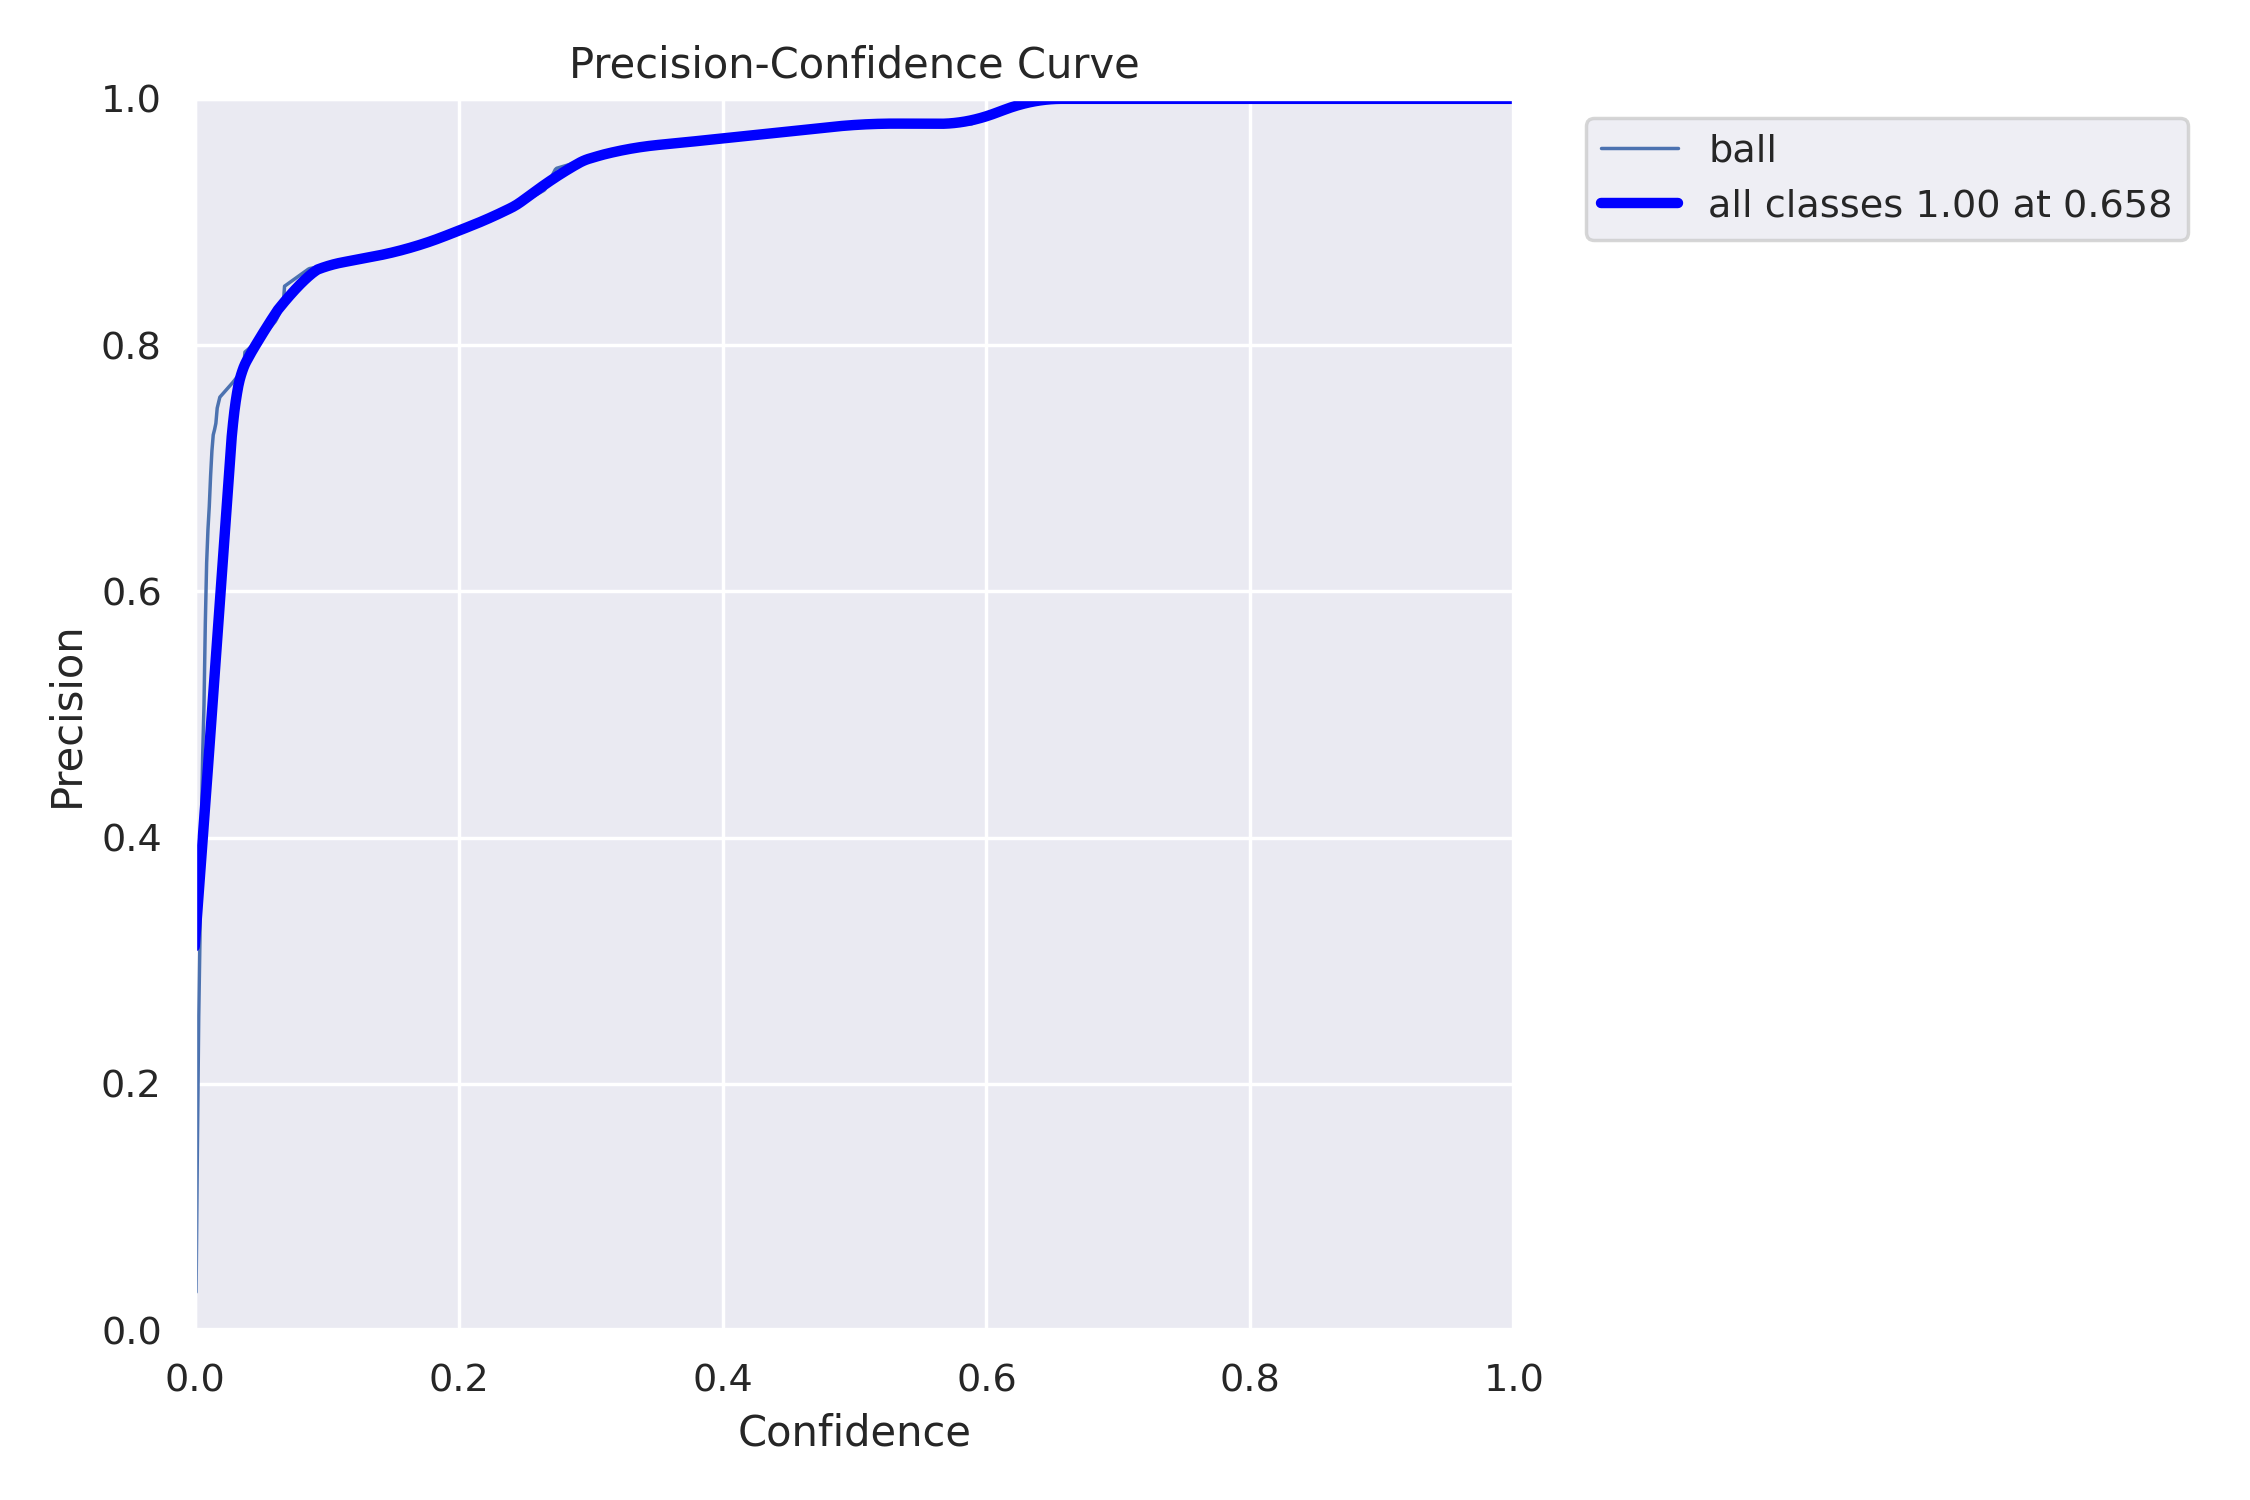 Precision-Confidence Curve
1.0
0.8
0.6
0.4
0.2
0.0
Precision
0.0 0.2 0.4 0.6 0.8 1.0
Confidence
ball
all classes 1.00 at 0.658